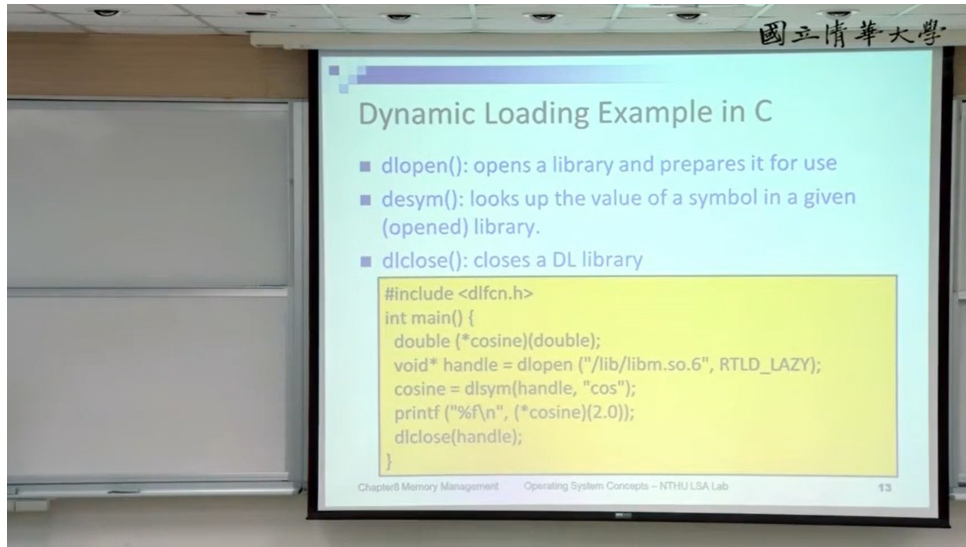 國立清華大學
Dynamic Loading Example in C
dlopen(): opens a library and prepares it for use
desym(): looks up the value of a symbol in a given
(opened) library.
dlclose(): closes a DL library
#include <dlfcn.h>
int main() {
double (*cosine)(double);
void* handle = dlopen ("/lib/libm.so.6", RTLD_LAZY);
cosine = dlsym(handle, "cos");
printf ("%f\n", (*cosine)(2.0));
dlclose(handle);
}
Chapter8 Memory Management Operating System Concepts – NTHU LSA Lab 13